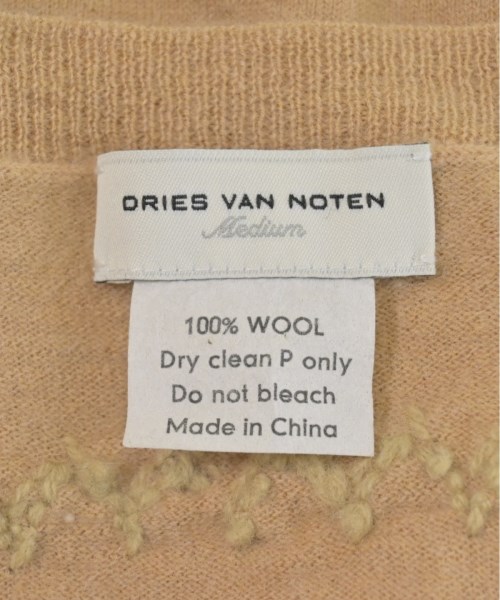 DRIES VAN NOTEN
Medium
100% WOOL
Dry clean P only
Do not bleach
Made in China